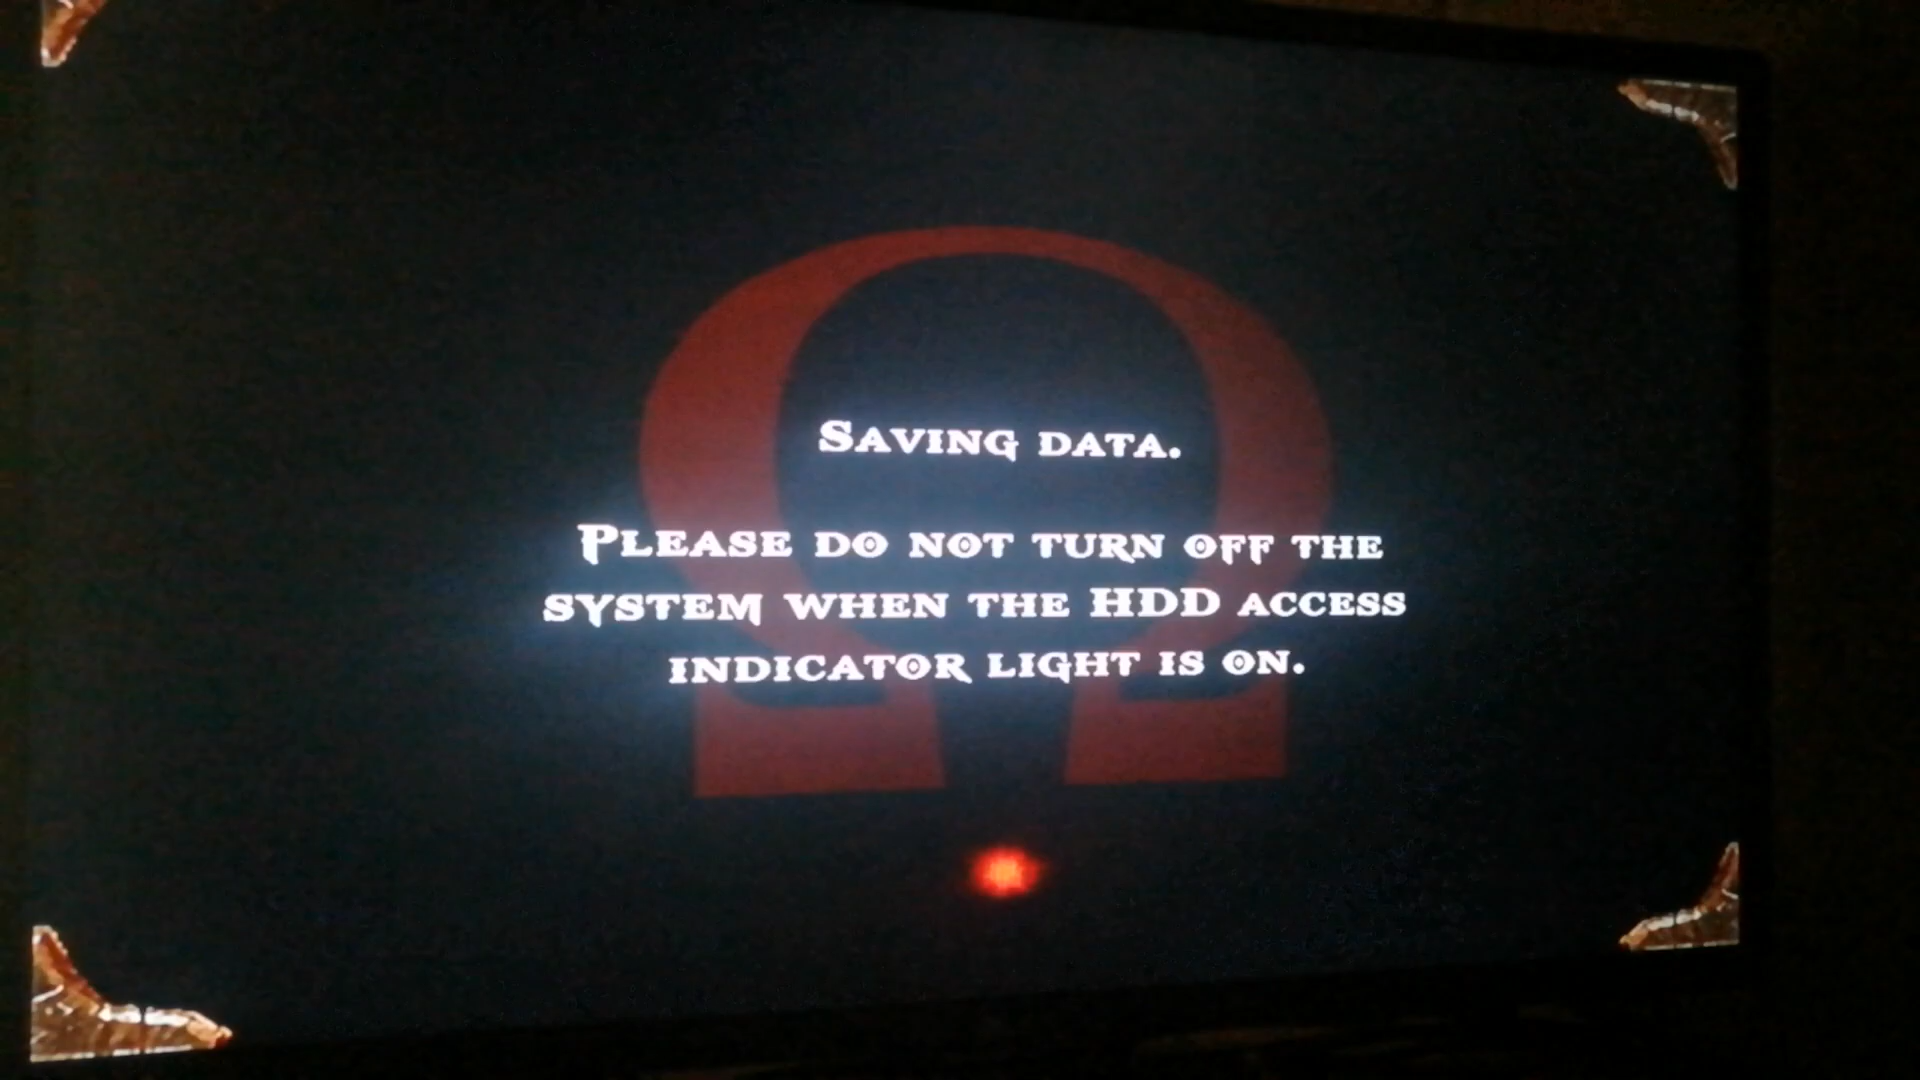 Saving data.
Please do not turn off the
system when the HDD access
indicator light is on.